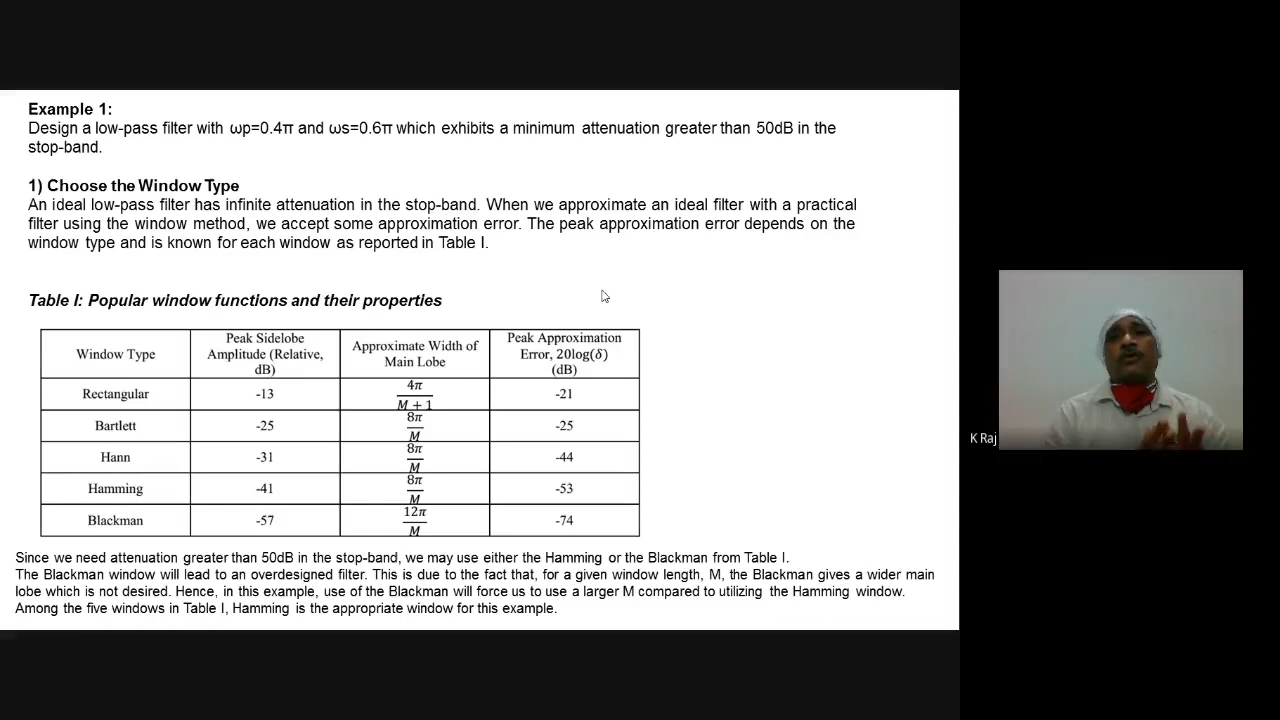 Example 1:
Design a low-pass filter with ωp=0.4π and ωs=0.6π which exhibits a minimum attenuation greater than 50dB in the
stop-band.
1) Choose the Window Type
An ideal low-pass filter has infinite attenuation in the stop-band. When we approximate an ideal filter with a practical
filter using the window method, we accept some approximation error. The peak approximation error depends on the
window type and is known for each window as reported in Table I.
Table I: Popular window functions and their properties
Window Type | Peak Sidelobe Amplitude (Relative, dB) | Approximate Width of Main Lobe | Peak Approximation Error, 20log(δ) (dB)
Rectangular | -13 | 4π/(M + 1) | -21
Bartlett | -25 | 8π/M | -25
Hann | -31 | 8π/M | -44
Hamming | -41 | 8π/M | -53
Blackman | -57 | 12π/M | -74
Since we need attenuation greater than 50dB in the stop-band, we may use either the Hamming or the Blackman from Table I.
The Blackman window will lead to an overdesigned filter. This is due to the fact that, for a given window length, M, the Blackman gives a wider main
lobe which is not desired. Hence, in this example, use of the Blackman will force us to use a larger M compared to utilizing the Hamming window.
Among the five windows in Table I, Hamming is the appropriate window for this example.
K Raj